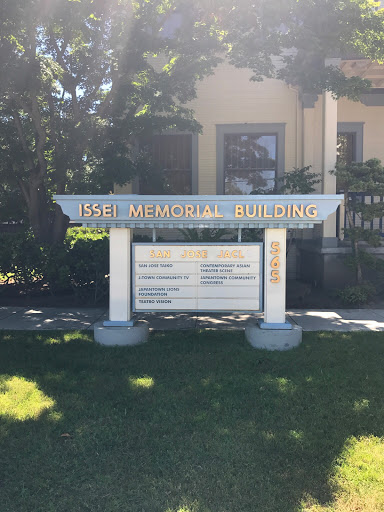 ISSEI MEMORIAL BUILDING
SAN JOSE JACL
SAN JOSE TAIKO
J-TOWN COMMUNITY TV
JAPANTOWN LIONS
FOUNDATION
TEATRO VISION
CONTEMPORARY ASIAN
THEATER SCENE
JAPANTOWN COMMUNITY
CONGRESS
565